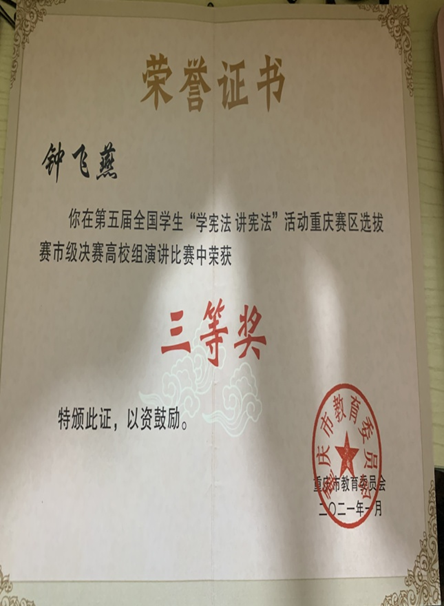 荣誉证书
钟飞燕
你在第五届全国学生“学宪法 讲宪法”活动重庆赛区选拔
赛市级决赛高校组演讲比赛中荣获
三等奖
特颁此证，以资鼓励。
重庆市教育委员会
重庆市教育委员会
二〇二一年一月